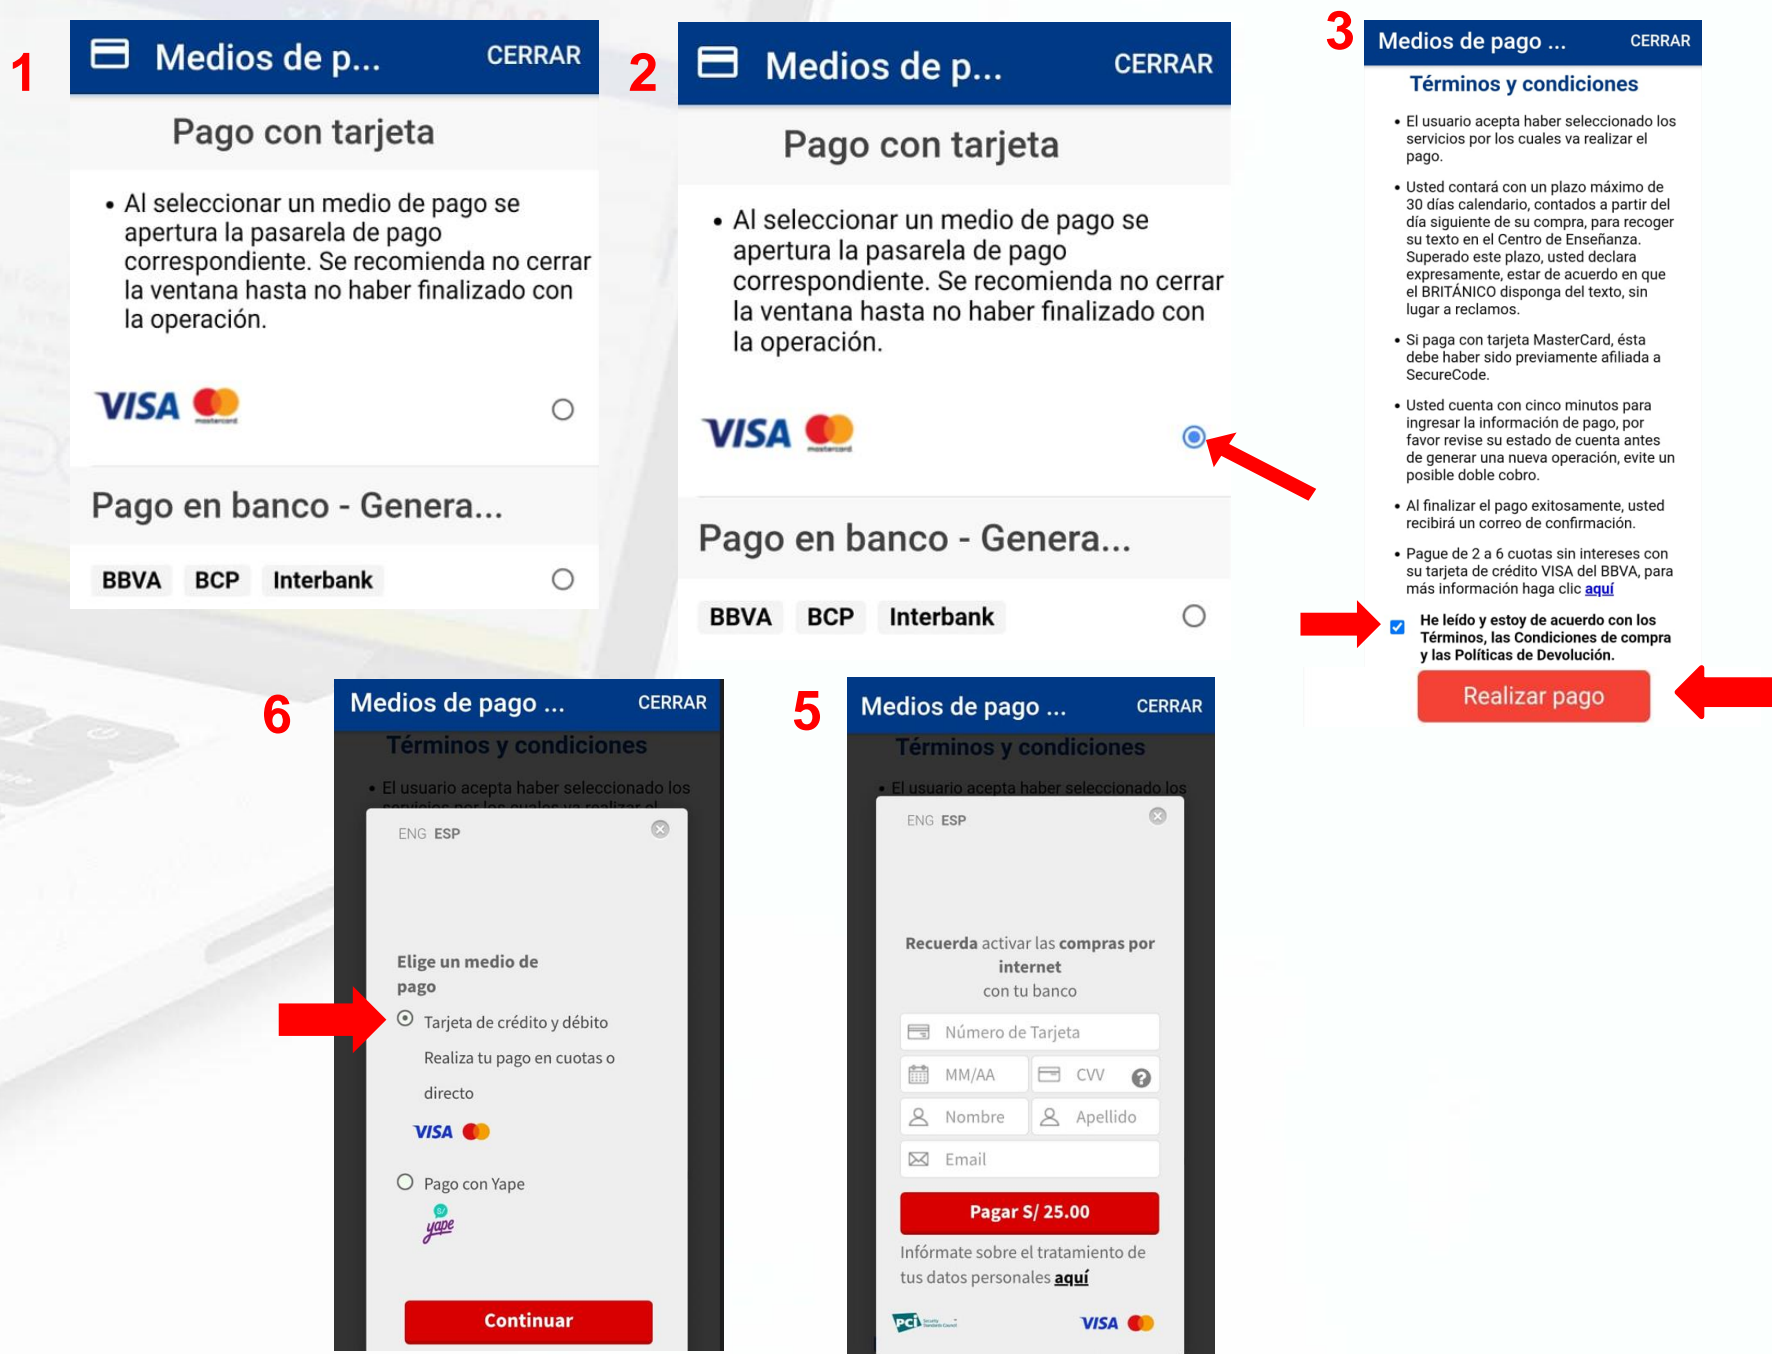 1
Medios de p...
CERRAR
Pago con tarjeta
• Al seleccionar un medio de pago se
apertura la pasarela de pago
correspondiente. Se recomienda no cerrar
la ventana hasta no haber finalizado con
la operación.
VISA
mastercard
Pago en banco - Genera...
BBVA BCP Interbank
2
Medios de p...
CERRAR
Pago con tarjeta
• Al seleccionar un medio de pago se
apertura la pasarela de pago
correspondiente. Se recomienda no cerrar
la ventana hasta no haber finalizado con
la operación.
VISA
mastercard
Pago en banco - Genera...
BBVA BCP Interbank
3
Medios de pago ...
CERRAR
Términos y condiciones
• El usuario acepta haber seleccionado los
servicios por los cuales va realizar el
pago.
• Usted contará con un plazo máximo de
30 días calendario, contados a partir del
día siguiente de su compra, para recoger
su texto en el Centro de Enseñanza.
Superado este plazo, usted declara
expresamente, estar de acuerdo en que
el BRITÁNICO disponga del texto, sin
lugar a reclamos.
• Si paga con tarjeta MasterCard, ésta
debe haber sido previamente afiliada a
SecureCode.
• Usted cuenta con cinco minutos para
ingresar la información de pago, por
favor revise su estado de cuenta antes
de generar una nueva operación, evite un
posible doble cobro.
• Al finalizar el pago exitosamente, usted
recibirá un correo de confirmación.
• Pague de 2 a 6 cuotas sin intereses con
su tarjeta de crédito VISA del BBVA, para
más información haga clic aquí
He leído y estoy de acuerdo con los
Términos, las Condiciones de compra
y las Políticas de Devolución.
Realizar pago
6
Medios de pago ...
CERRAR
Términos y condiciones
• El usuario acepta haber seleccionado los
servicios por los cuales va realizar el
ENG ESP
Elige un medio de
pago
Tarjeta de crédito y débito
Realiza tu pago en cuotas o
directo
VISA
Pago con Yape
S/
yape
Continuar
5
Medios de pago ...
CERRAR
Términos y condiciones
• El usuario acepta haber seleccionado los
ENG ESP
Recuerda activar las compras por
internet
con tu banco
Número de Tarjeta
MM/AA
CVV
?
Nombre
Apellido
Email
Pagar S/ 25.00
Infórmate sobre el tratamiento de
tus datos personales aquí
PCI Security
Standards Council
VISA